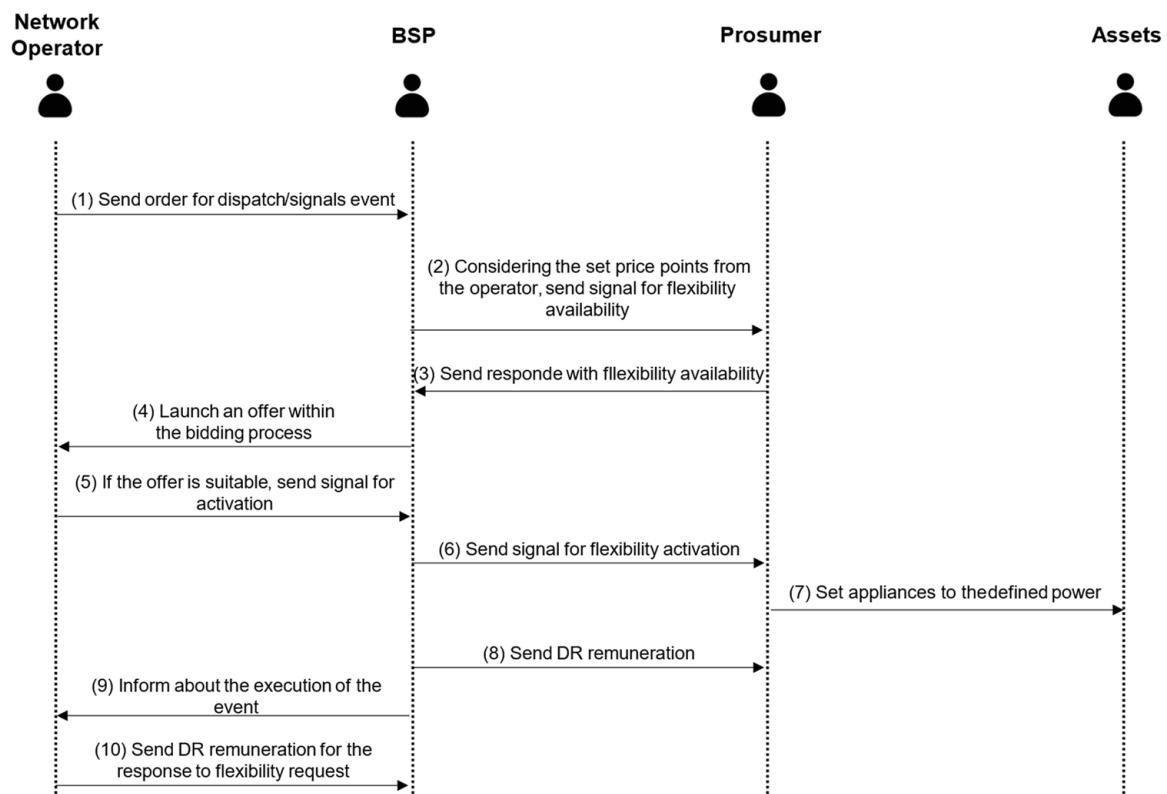 Network
Operator
BSP
Prosumer
Assets
(1) Send order for dispatch/signals event
(2) Considering the set price points from
the operator, send signal for flexibility
availability
(3) Send responde with fllexibility availability
(4) Launch an offer within
the bidding process
(5) If the offer is suitable, send signal for
activation
(6) Send signal for flexibility activation
(7) Set appliances to thedefined power
(8) Send DR remuneration
(9) Inform about the execution of the
event
(10) Send DR remuneration for the
response to flexibility request